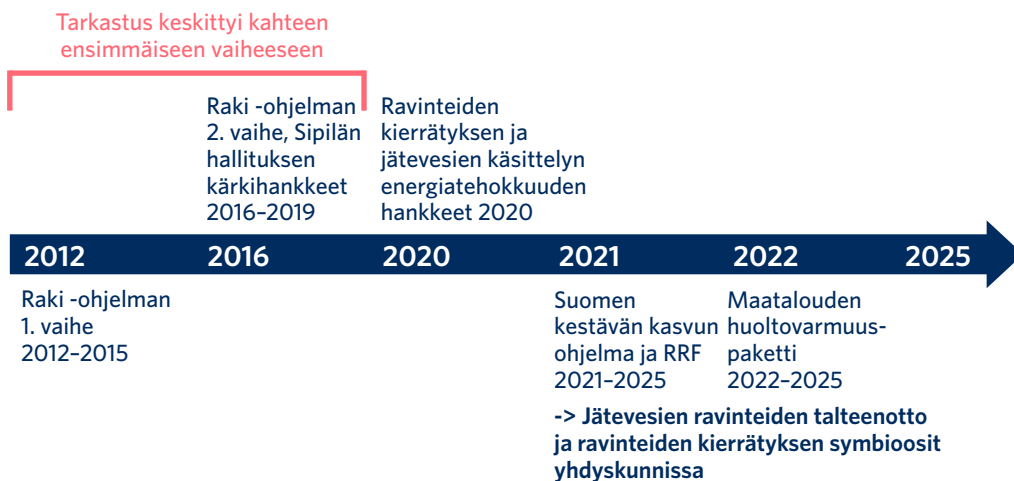 Tarkastus keskittyi kahteen
ensimmäiseen vaiheeseen
Raki -ohjelman
2. vaihe, Sipilän
hallituksen
kärkihankkeet
2016–2019
Ravinteiden
kierrätyksen ja
jätevesien käsittelyn
energiatehokkuuden
hankkeet 2020
2012
2016
2020
2021
2022
2025
Raki -ohjelman
1. vaihe
2012–2015
Suomen
kestävän kasvun
ohjelma ja RRF
2021–2025
Maatalouden
huoltovarmuus-
paketti
2022–2025
-> Jätevesien ravinteiden talteenotto
ja ravinteiden kierrätyksen symbioosit
yhdyskunnissa